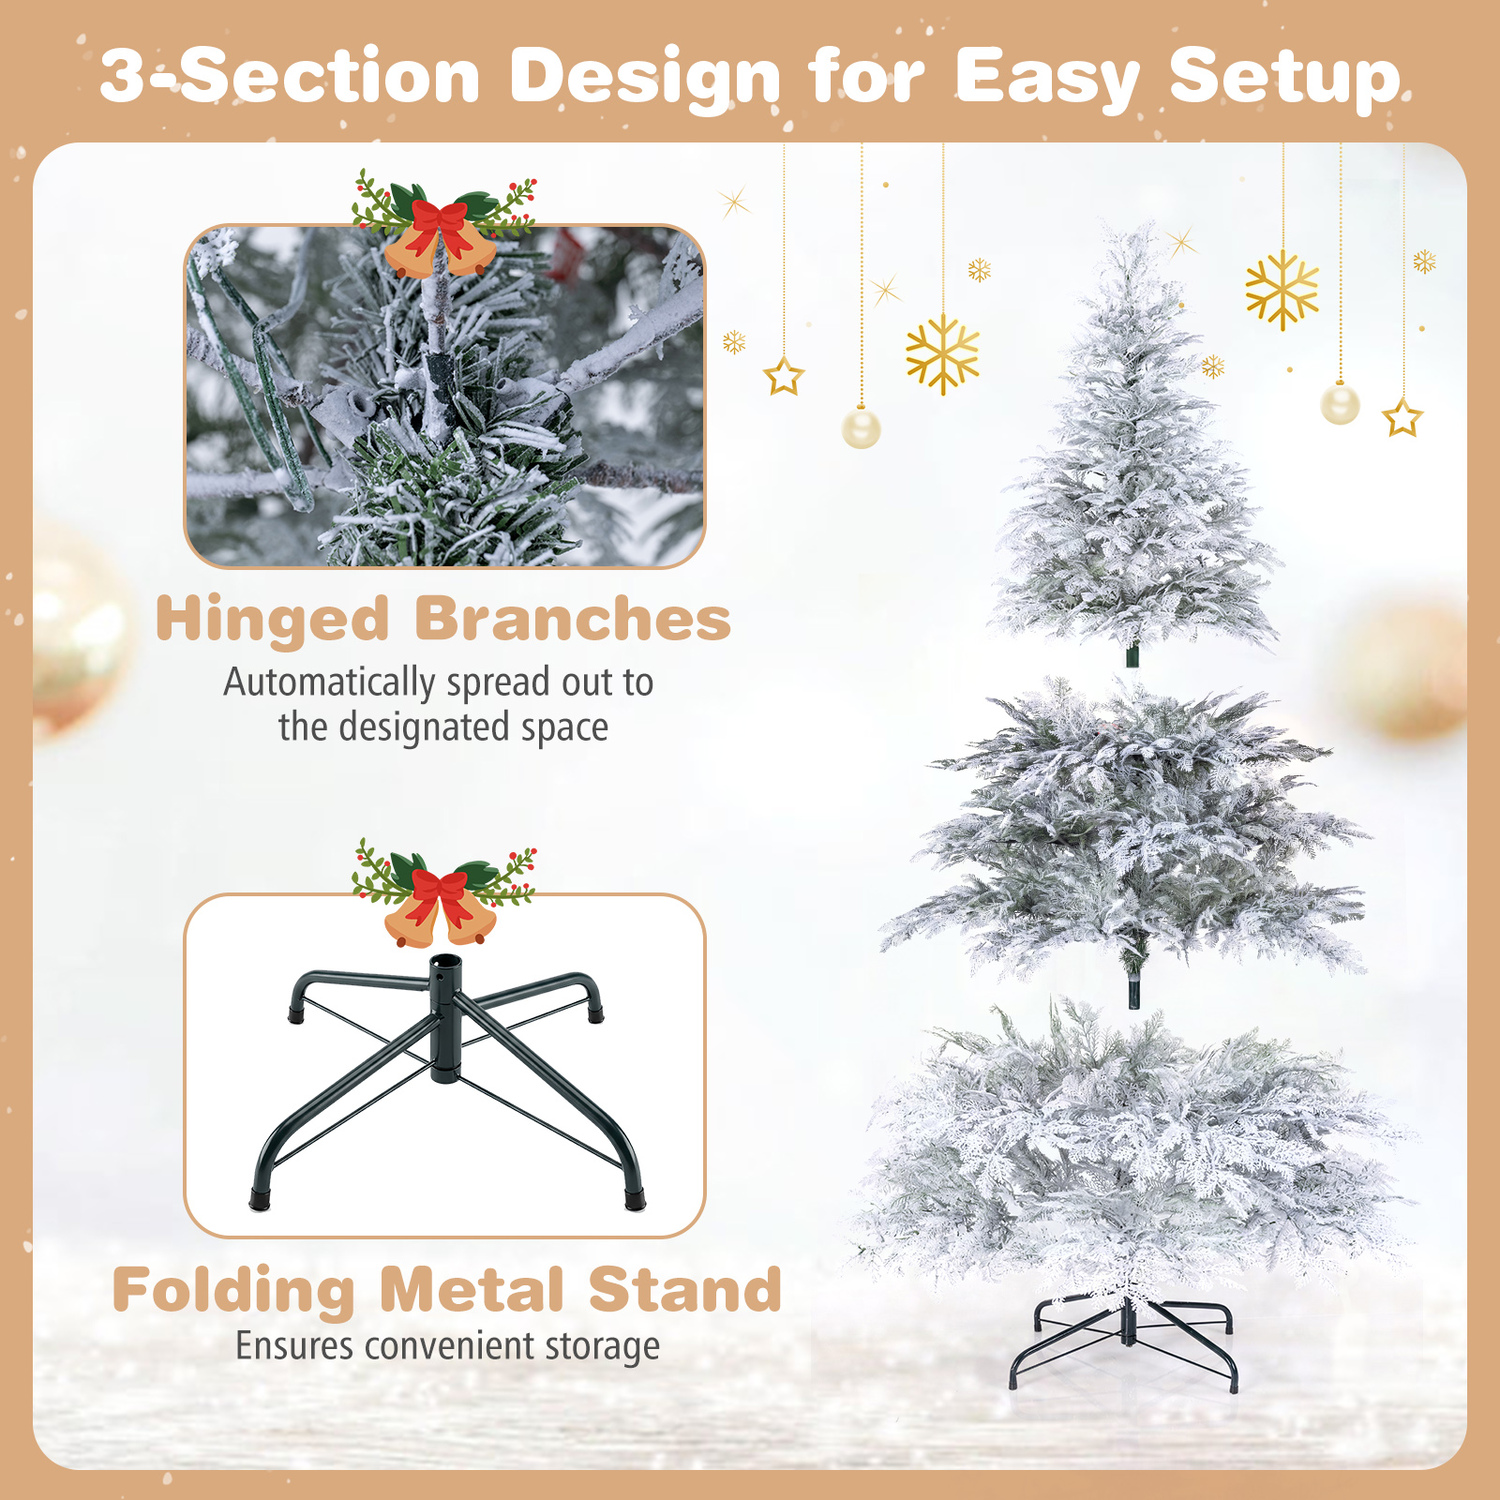 3-Section Design for Easy Setup
Hinged Branches
Automatically spread out to
the designated space
Folding Metal Stand
Ensures convenient storage